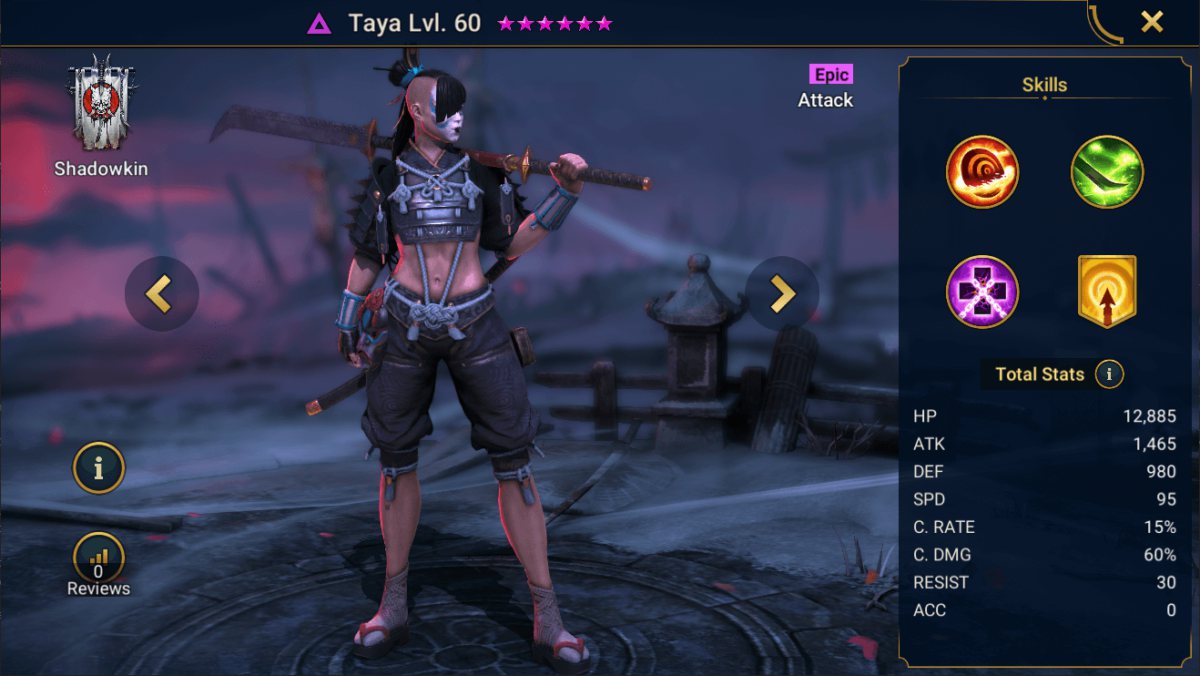 Taya Lvl. 60
Epic
Attack
Shadowkin
i
0
Reviews
Skills
Total Stats i
HP 12,885
ATK 1,465
DEF 980
SPD 95
C. RATE 15%
C. DMG 60%
RESIST 30
ACC 0